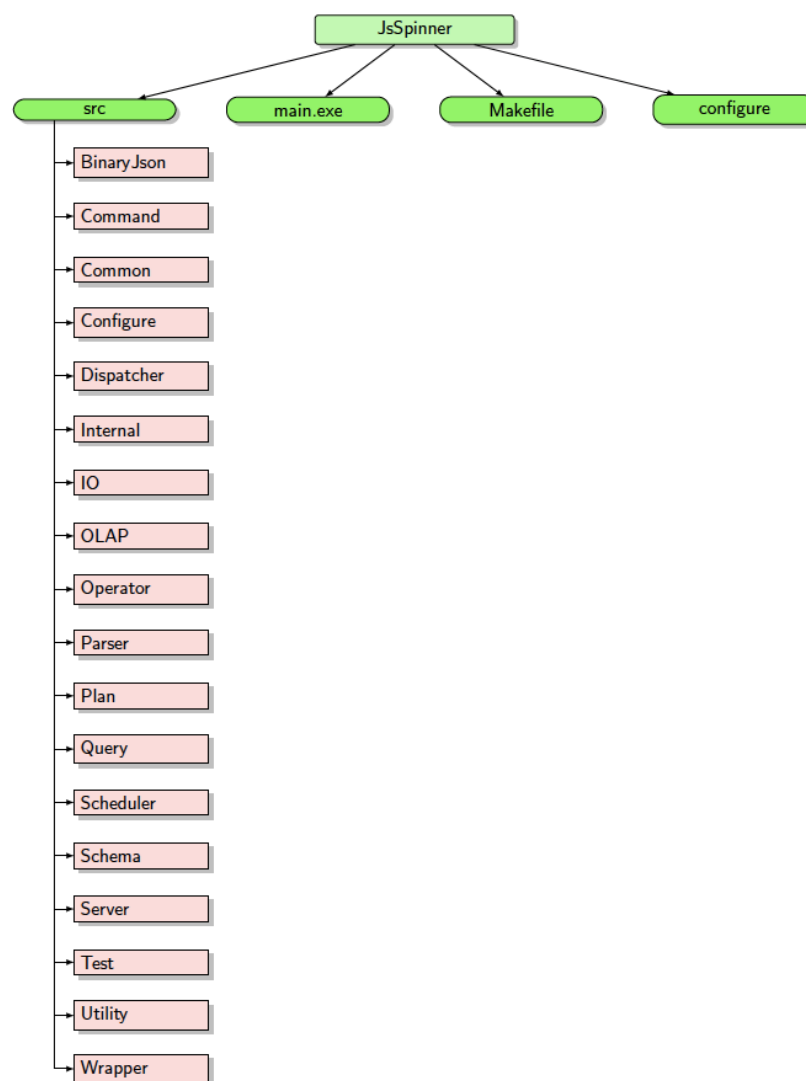 JsSpinner
src
main.exe
Makefile
configure
BinaryJson
Command
Common
Configure
Dispatcher
Internal
IO
OLAP
Operator
Parser
Plan
Query
Scheduler
Schema
Server
Test
Utility
Wrapper